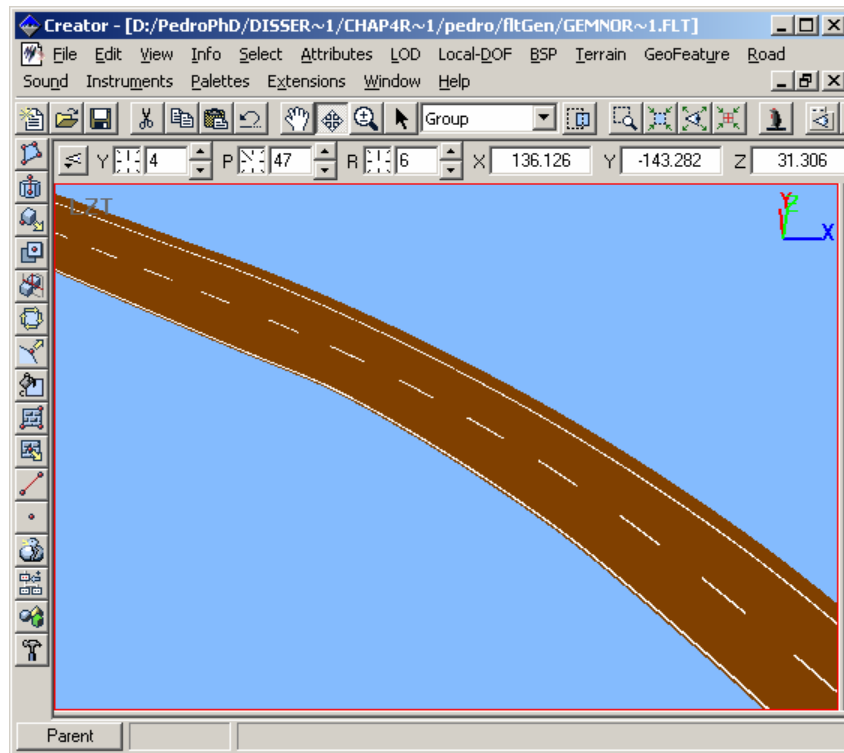 Creator - [D:/PedroPhD/DISSER~1/CHAP4R~1/pedro/fltGen/GEMNOR~1.FLT]
File Edit View Info Select Attributes LOD Local-DOF BSP Terrain GeoFeature Road
Sound Instruments Palettes Extensions Window Help
Group
Y 4 P 47 R 6 X 136.126 Y -143.282 Z 31.306
LZT
Y Z
X
Parent